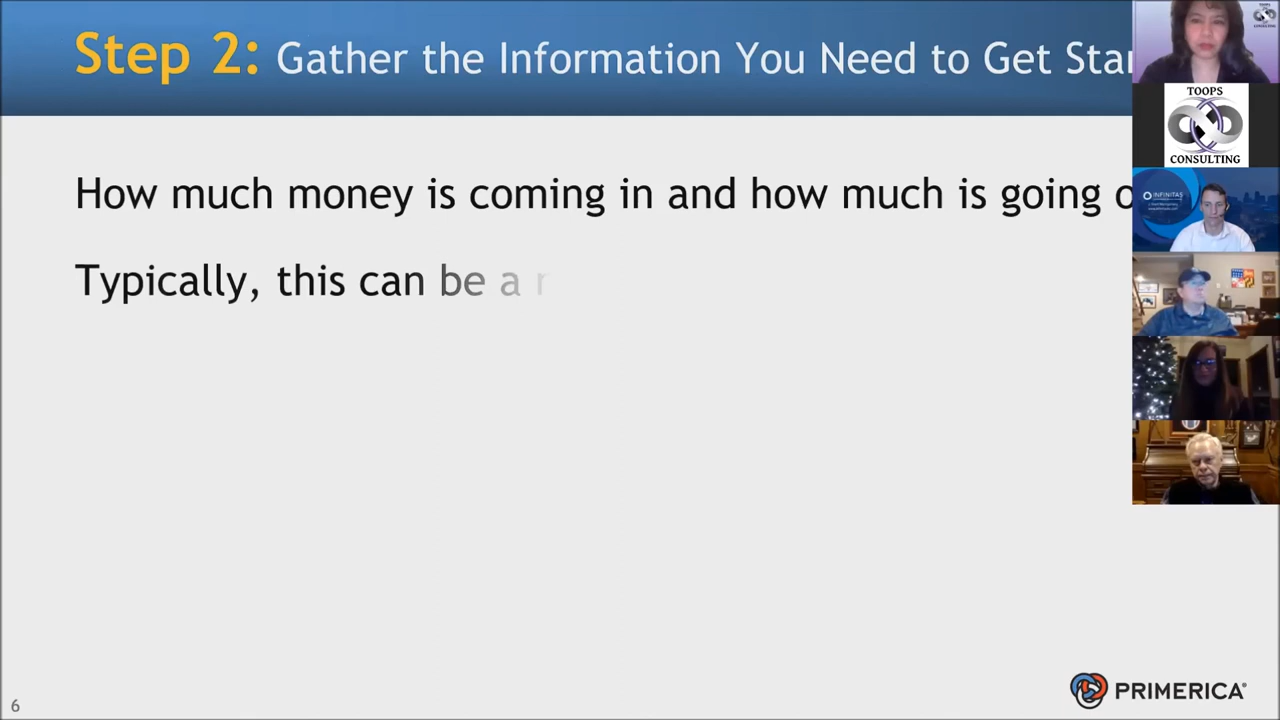 Step 2: Gather the Information You Need to Get Star
How much money is coming in and how much is going o
Typically, this can be a r
TOOPS
CONSULTING
INFINITAS
6
PRIMERICA